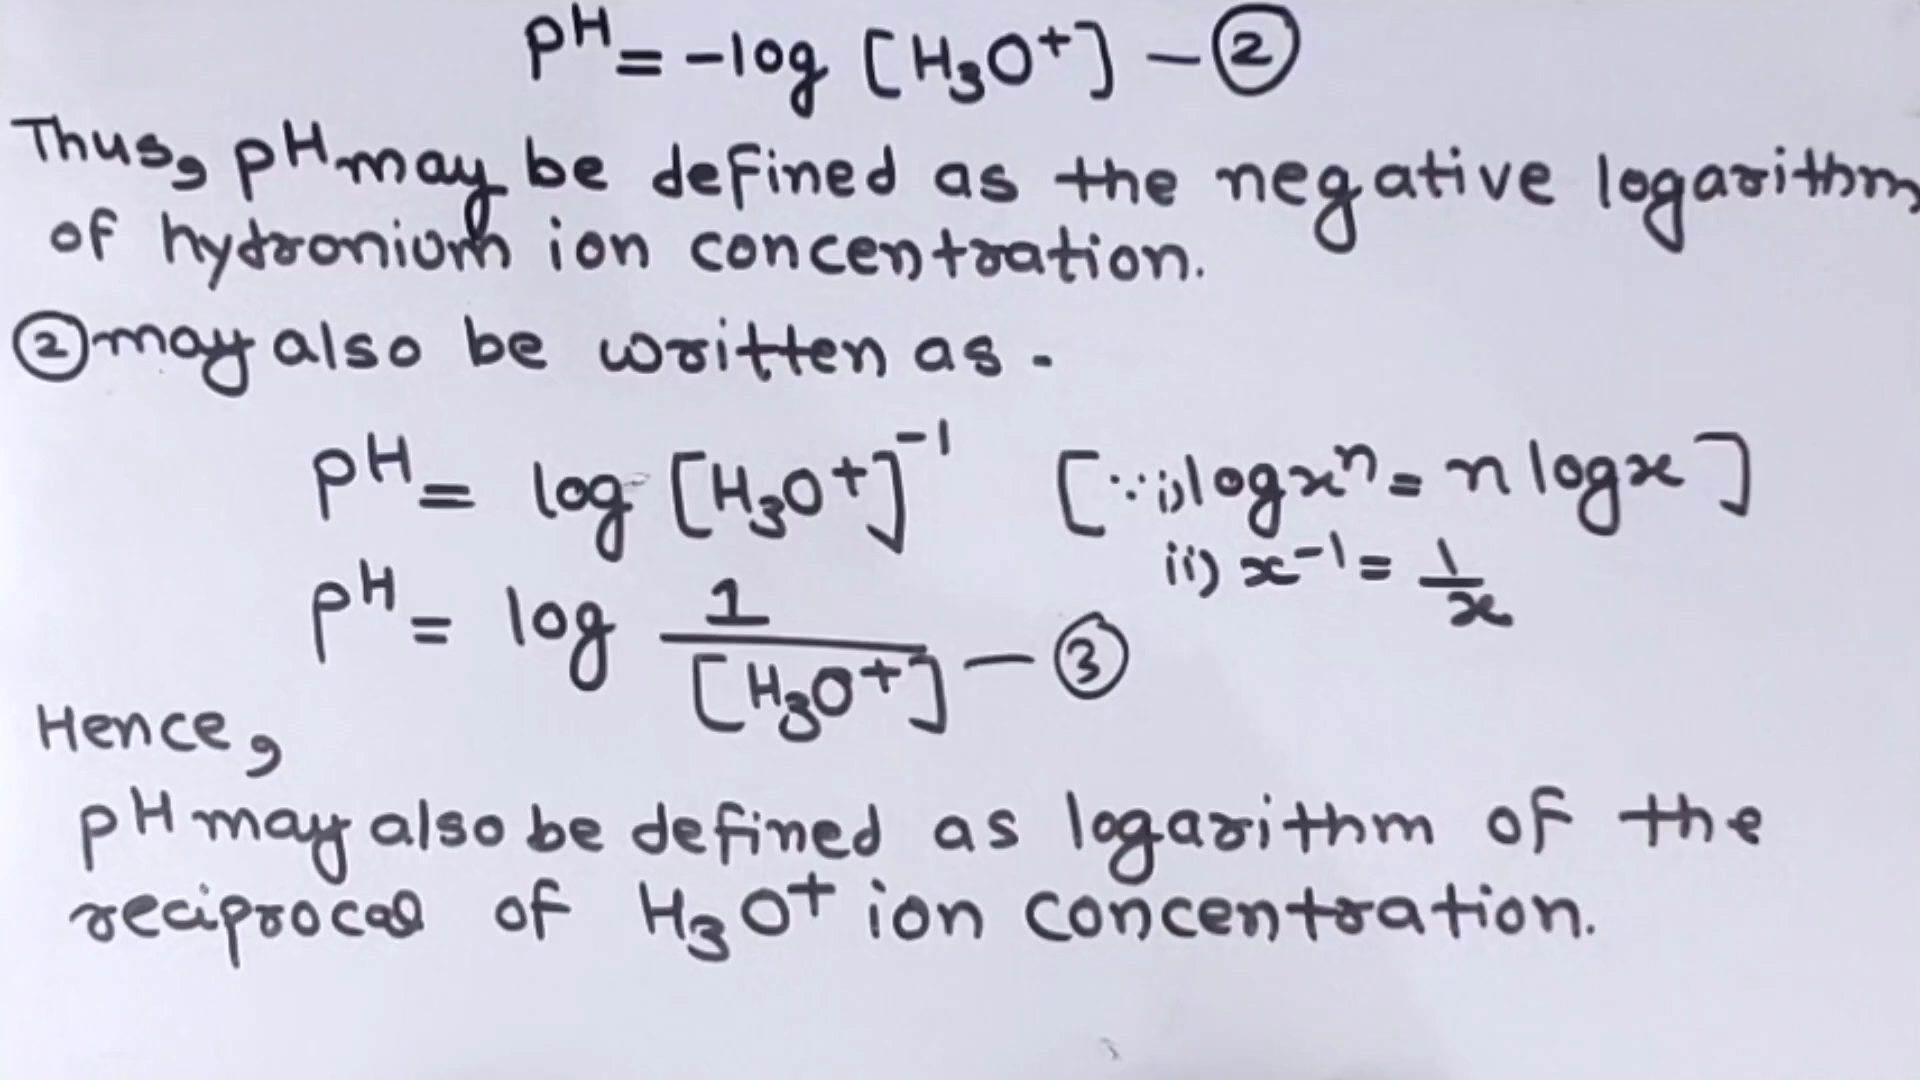 pH = -log [H₃O⁺] — ②
Thus, pH may be defined as the negative logarithm
of hydronium ion concentration.
② may also be written as -
pH = log [H₃O⁺]⁻¹ [∵ i) log xⁿ = n log x]
ii) x⁻¹ = 1/x
pH = log 1/[H₃O⁺] — ③
Hence,
pH may also be defined as logarithm of the
reciprocal of H₃O⁺ ion concentration.